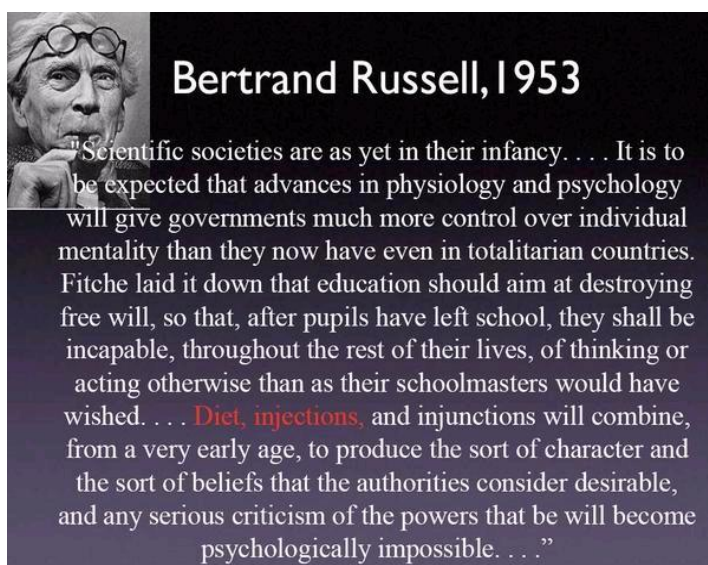 Bertrand Russell, 1953
"Scientific societies are as yet in their infancy. . . . It is to
be expected that advances in physiology and psychology
will give governments much more control over individual
mentality than they now have even in totalitarian countries.
Fitche laid it down that education should aim at destroying
free will, so that, after pupils have left school, they shall be
incapable, throughout the rest of their lives, of thinking or
acting otherwise than as their schoolmasters would have
wished. . . . Diet, injections, and injunctions will combine,
from a very early age, to produce the sort of character and
the sort of beliefs that the authorities consider desirable,
and any serious criticism of the powers that be will become
psychologically impossible. . . .”